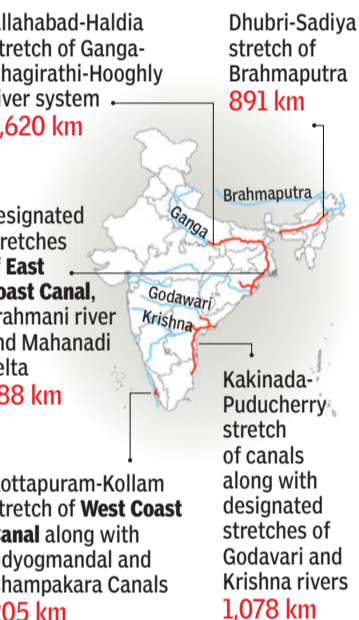 llahabad-Haldia
tretch of Ganga-
hagirathi-Hooghly
iver system
,620 km
Dhubri-Sadiya
stretch of
Brahmaputra
891 km
Brahmaputra
Ganga
esignated
tretches
f East
oast Canal,
rahmani river
nd Mahanadi
elta
88 km
Godawari
Krishna
Kakinada-
Puducherry
stretch
of canals
along with
designated
stretches of
Godavari and
Krishna rivers
1,078 km
ottapuram-Kollam
tretch of West Coast
anal along with
dyogmandal and
hampakara Canals
205 km